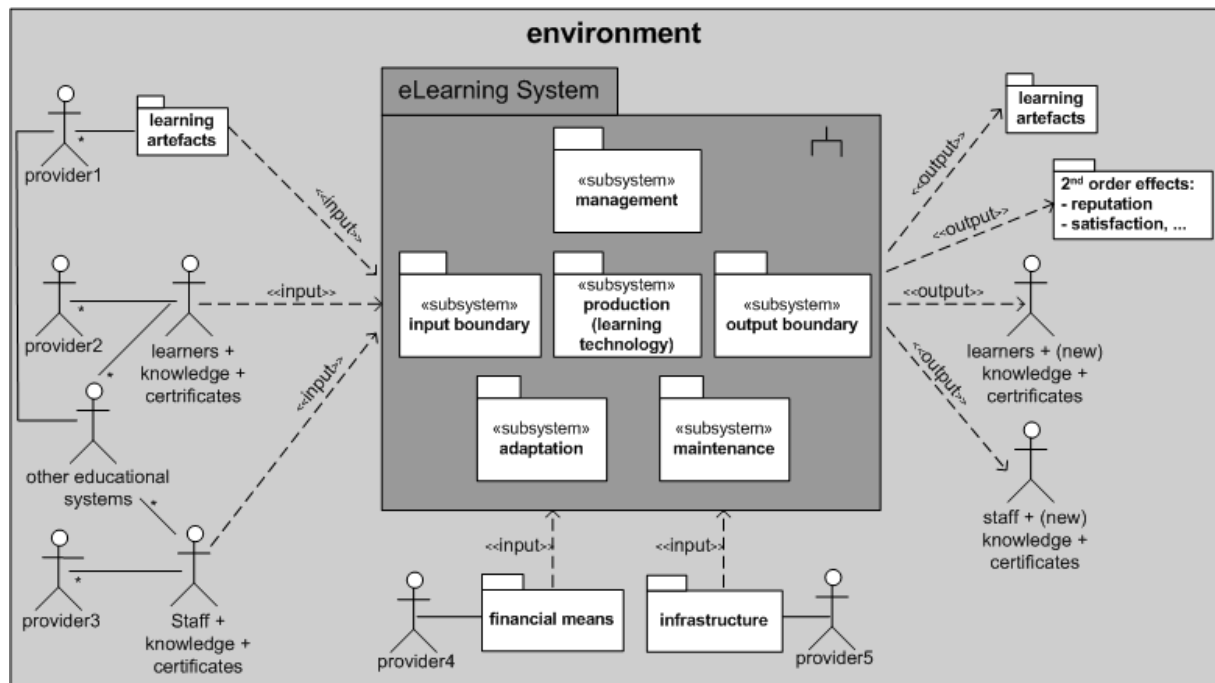 environment
eLearning System
learning
artefacts
*
provider1
<<input>>
«subsystem»
management
<<output>>
learning
artefacts
2nd order effects:
- reputation
- satisfaction, ...
<<output>>
provider2
*
learners +
knowledge +
certrificates
*
<<input>>
«subsystem»
input boundary
«subsystem»
production
(learning
technology)
«subsystem»
output boundary
<<output>>
learners + (new)
knowledge +
certrificates
<<input>>
<<output>>
other educational
systems
*
«subsystem»
adaptation
«subsystem»
maintenance
provider3
*
Staff +
knowledge +
certificates
staff + (new)
knowledge +
certificates
<<input>>
<<input>>
provider4
financial means
infrastructure
provider5